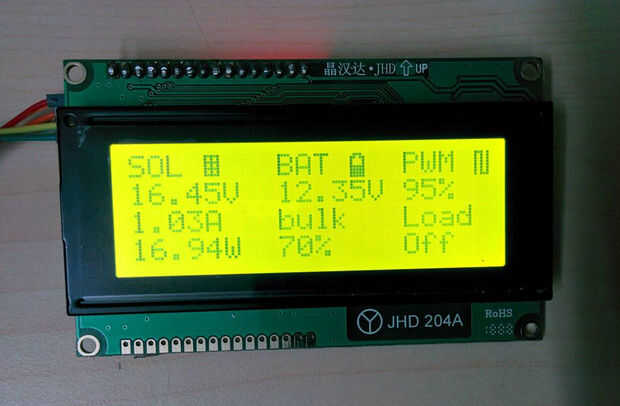 晶汉达·JHD UP
SOL BAT PWM
16.45V 12.35V 95%
1.03A bulk Load
16.94W 70% Off
JHD 204A
RoHS